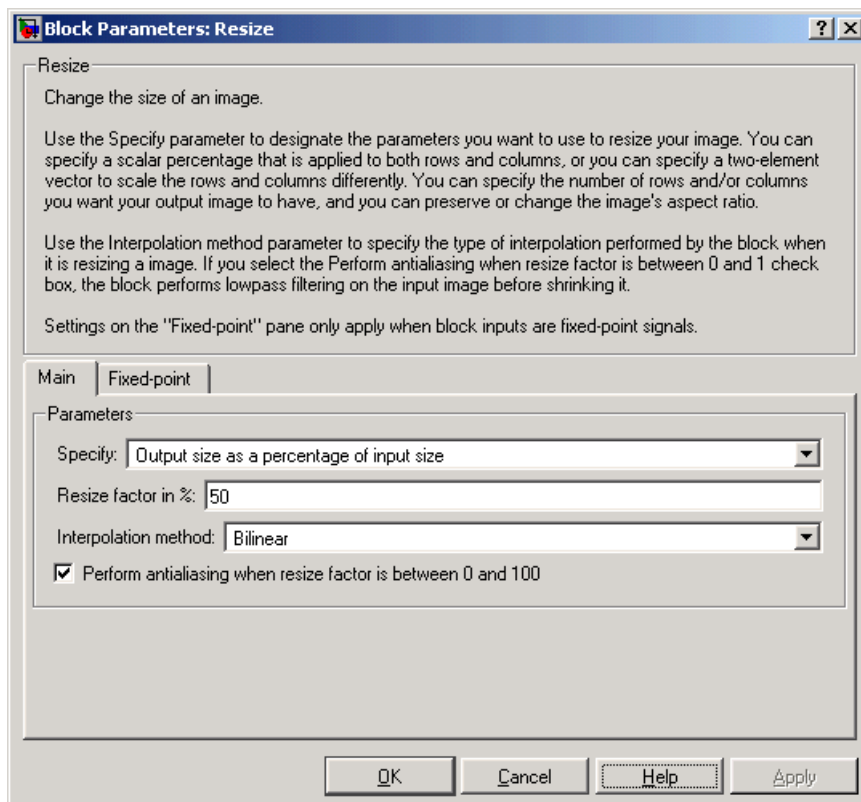 Block Parameters: Resize
Resize
Change the size of an image.
Use the Specify parameter to designate the parameters you want to use to resize your image. You can
specify a scalar percentage that is applied to both rows and columns, or you can specify a two-element
vector to scale the rows and columns differently. You can specify the number of rows and/or columns
you want your output image to have, and you can preserve or change the image's aspect ratio.
Use the Interpolation method parameter to specify the type of interpolation performed by the block when
it is resizing a image. If you select the Perform antialiasing when resize factor is between 0 and 1 check
box, the block performs lowpass filtering on the input image before shrinking it.
Settings on the "Fixed-point" pane only apply when block inputs are fixed-point signals.
Main Fixed-point
Parameters
Specify: Output size as a percentage of input size
Resize factor in %: 50
Interpolation method: Bilinear
Perform antialiasing when resize factor is between 0 and 100
OK Cancel Help Apply